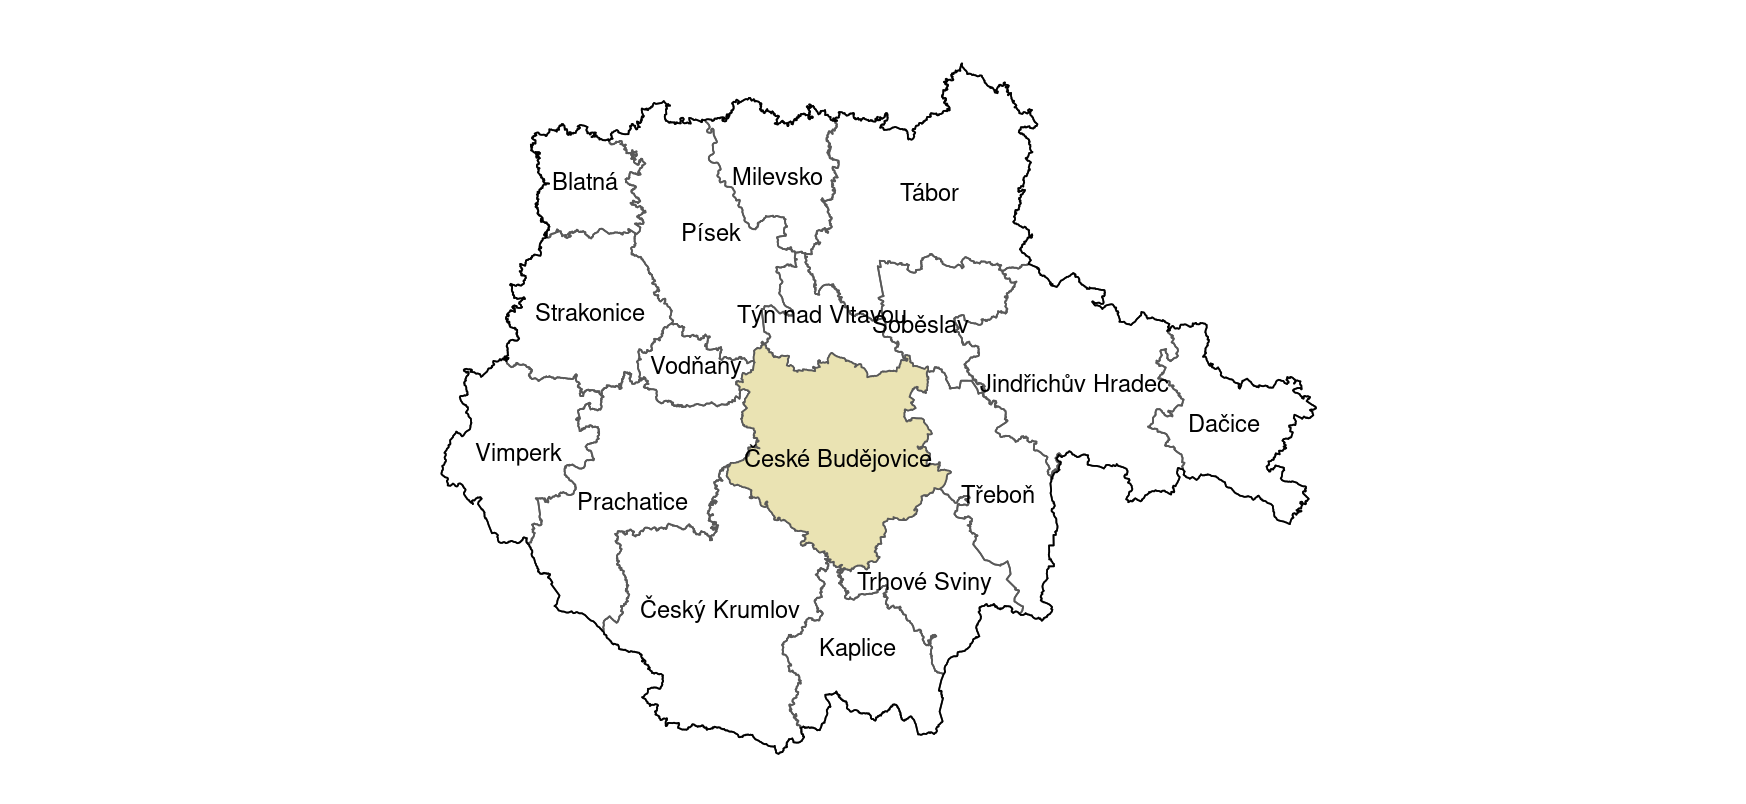 Blatná
Milevsko
Tábor
Písek
Strakonice
Týn nad Vltavou
Soběslav
Vodňany
Jindřichův Hradec
Dačice
Vimperk
České Budějovice
Prachatice
Třeboň
Trhové Sviny
Český Krumlov
Kaplice